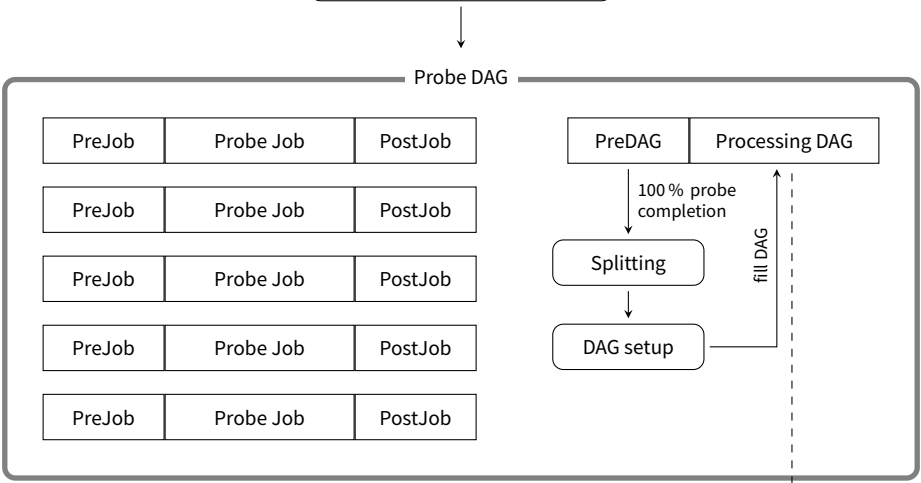 Probe DAG
PreJob Probe Job PostJob
PreJob Probe Job PostJob
PreJob Probe Job PostJob
PreJob Probe Job PostJob
PreJob Probe Job PostJob
PreDAG Processing DAG
100 % probe
completion
Splitting
fill DAG
DAG setup